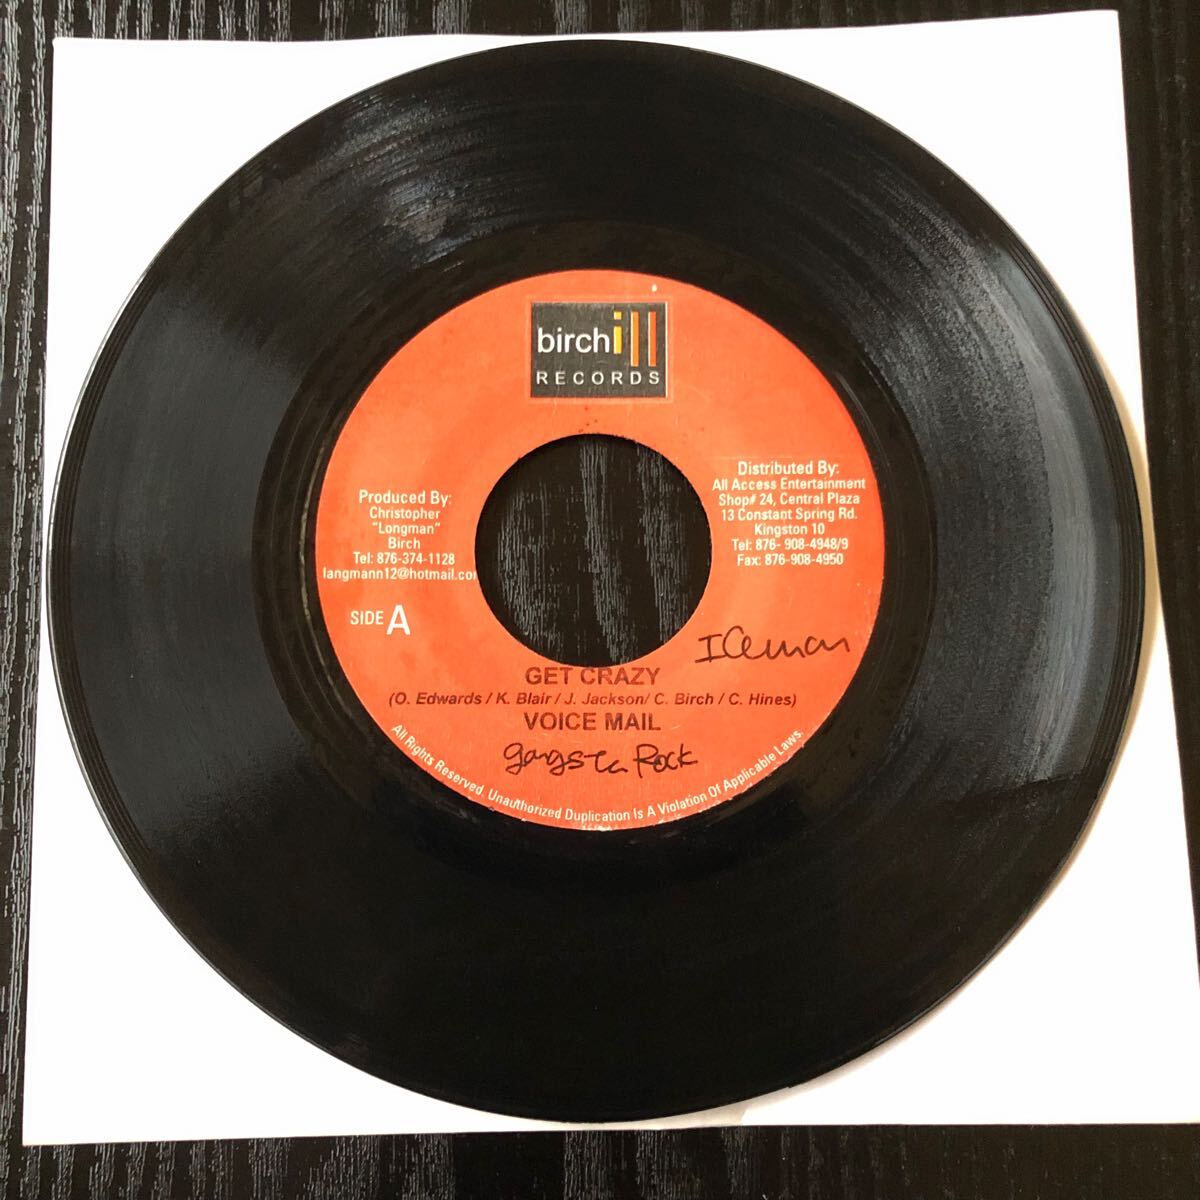 birchill
RECORDS
Produced By:
Christopher
"Longman"
Birch
Tel: 876-374-1128
langmann12@hotmail.com
SIDE A
Distributed By:
All Access Entertainment
Shop# 24, Central Plaza
13 Constant Spring Rd.
Kingston 10
Tel: 876- 908-4948/9
Fax: 876-908-4950
Iceman
GET CRAZY
(O. Edwards / K. Blair / J. Jackson/ C. Birch / C. Hines)
VOICE MAIL
gangsta Rock
All Rights Reserved. Unauthorized Duplication Is A Violation Of Applicable Laws.